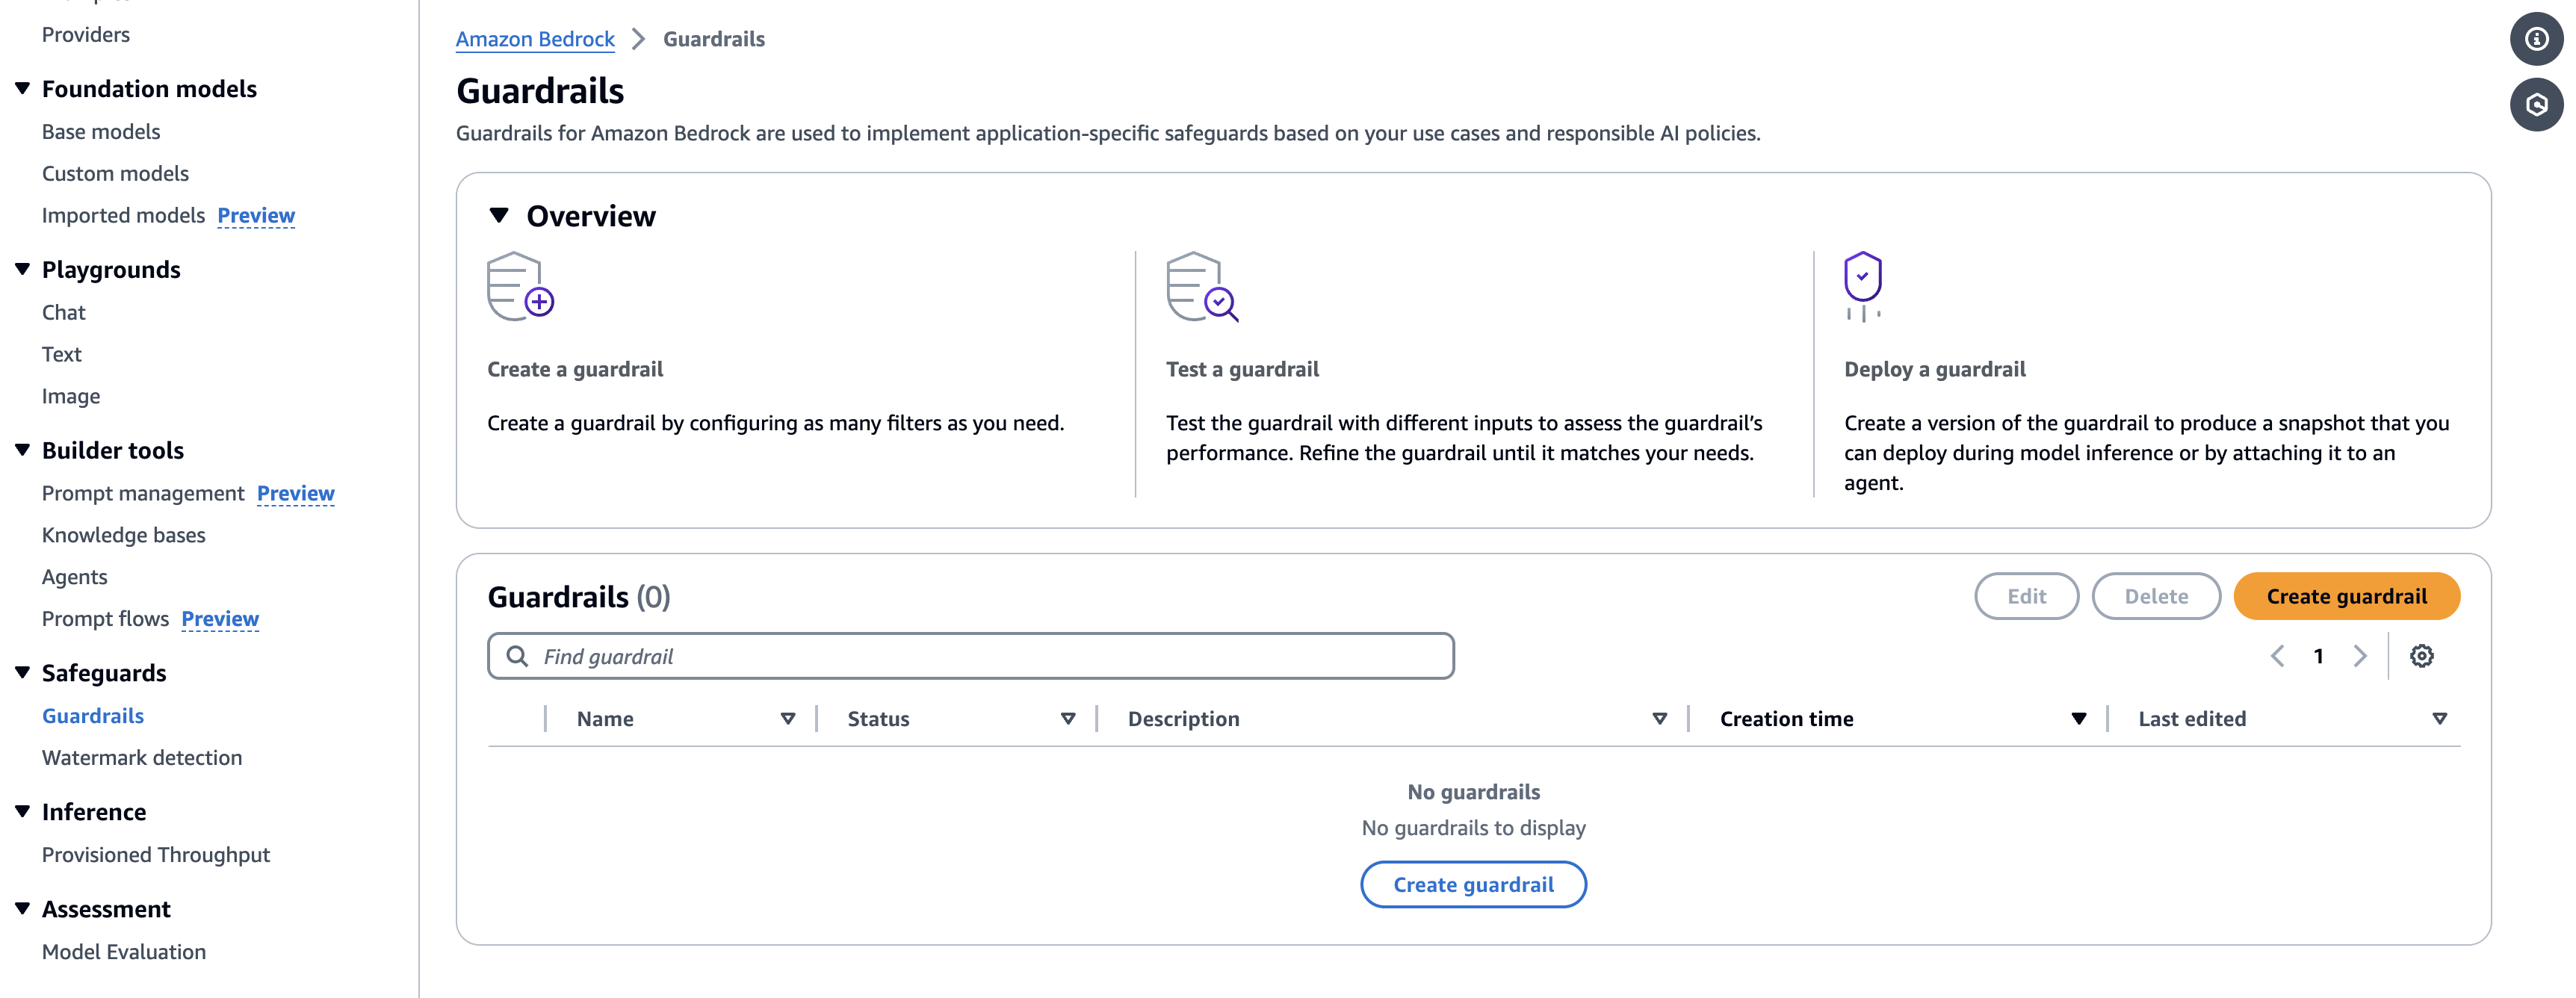 Providers
Foundation models
Base models
Custom models
Imported models Preview
Playgrounds
Chat
Text
Image
Builder tools
Prompt management Preview
Knowledge bases
Agents
Prompt flows Preview
Safeguards
Guardrails
Watermark detection
Inference
Provisioned Throughput
Assessment
Model Evaluation
Amazon Bedrock > Guardrails
Guardrails
Guardrails for Amazon Bedrock are used to implement application-specific safeguards based on your use cases and responsible AI policies.
Overview
Create a guardrail
Create a guardrail by configuring as many filters as you need.
Test a guardrail
Test the guardrail with different inputs to assess the guardrail’s
performance. Refine the guardrail until it matches your needs.
Deploy a guardrail
Create a version of the guardrail to produce a snapshot that you
can deploy during model inference or by attaching it to an
agent.
Guardrails (0)
Edit
Delete
Create guardrail
Find guardrail
1
Name
Status
Description
Creation time
Last edited
No guardrails
No guardrails to display
Create guardrail